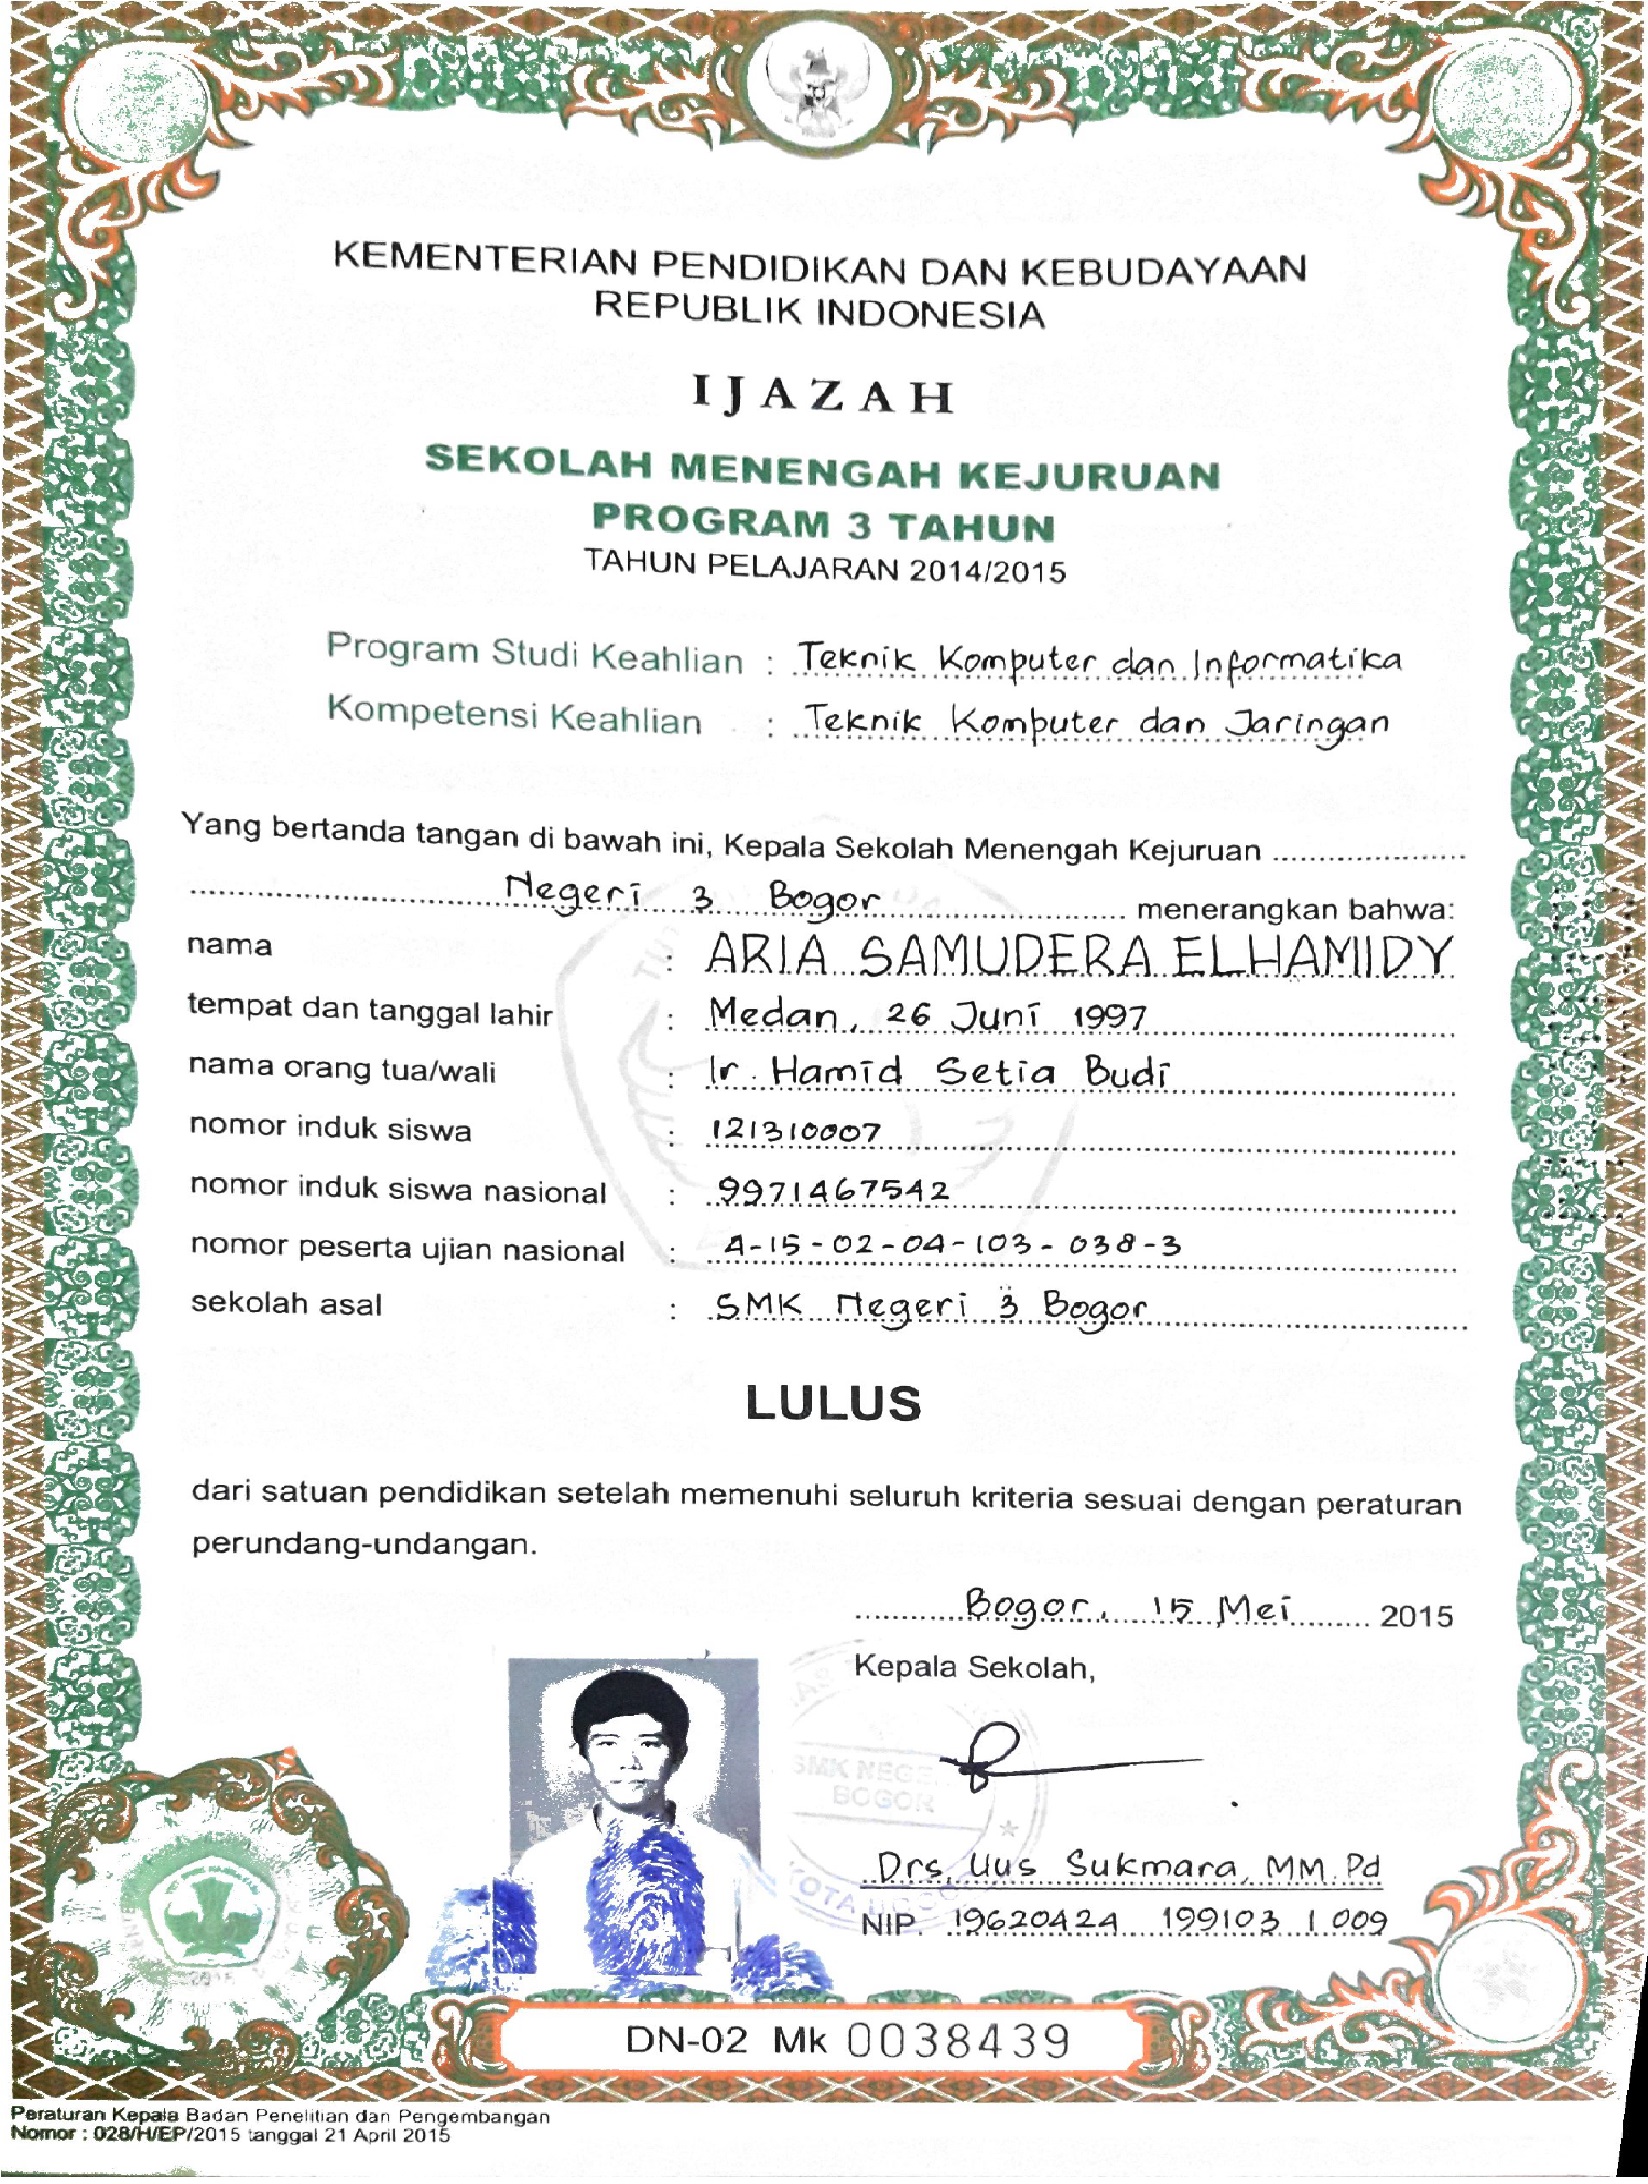 KEMENTERIAN PENDIDIKAN DAN KEBUDAYAAN
REPUBLIK INDONESIA
IJAZAH
SEKOLAH MENENGAH KEJURUAN
PROGRAM 3 TAHUN
TAHUN PELAJARAN 2014/2015
Program Studi Keahlian : Teknik Komputer dan Informatika
Kompetensi Keahlian : Teknik Komputer dan Jaringan
Yang bertanda tangan di bawah ini, Kepala Sekolah Menengah Kejuruan
Negeri 3 Bogor menerangkan bahwa:
nama : ARIA SAMUDERA ELHAMIDY
tempat dan tanggal lahir : Medan, 26 Juni 1997
nama orang tua/wali : Ir. Hamid Setia Budi
nomor induk siswa : 121310007
nomor induk siswa nasional : 9971467542
nomor peserta ujian nasional : 4-15-02-04-103-038-3
sekolah asal : SMK Negeri 3 Bogor
LULUS
dari satuan pendidikan setelah memenuhi seluruh kriteria sesuai dengan peraturan
perundang-undangan.
Bogor, 15 Mei 2015
Kepala Sekolah,
SMK NEGE
BOGOR
Drs. Uus Sukmara, MM.Pd
NIP. 19620424 199103 1 009
DN-02 Mk 0038439
Peraturan Kepala Badan Penelitian dan Pengembangan
Nomor : 028/H/EP/2015 tanggal 21 April 2015